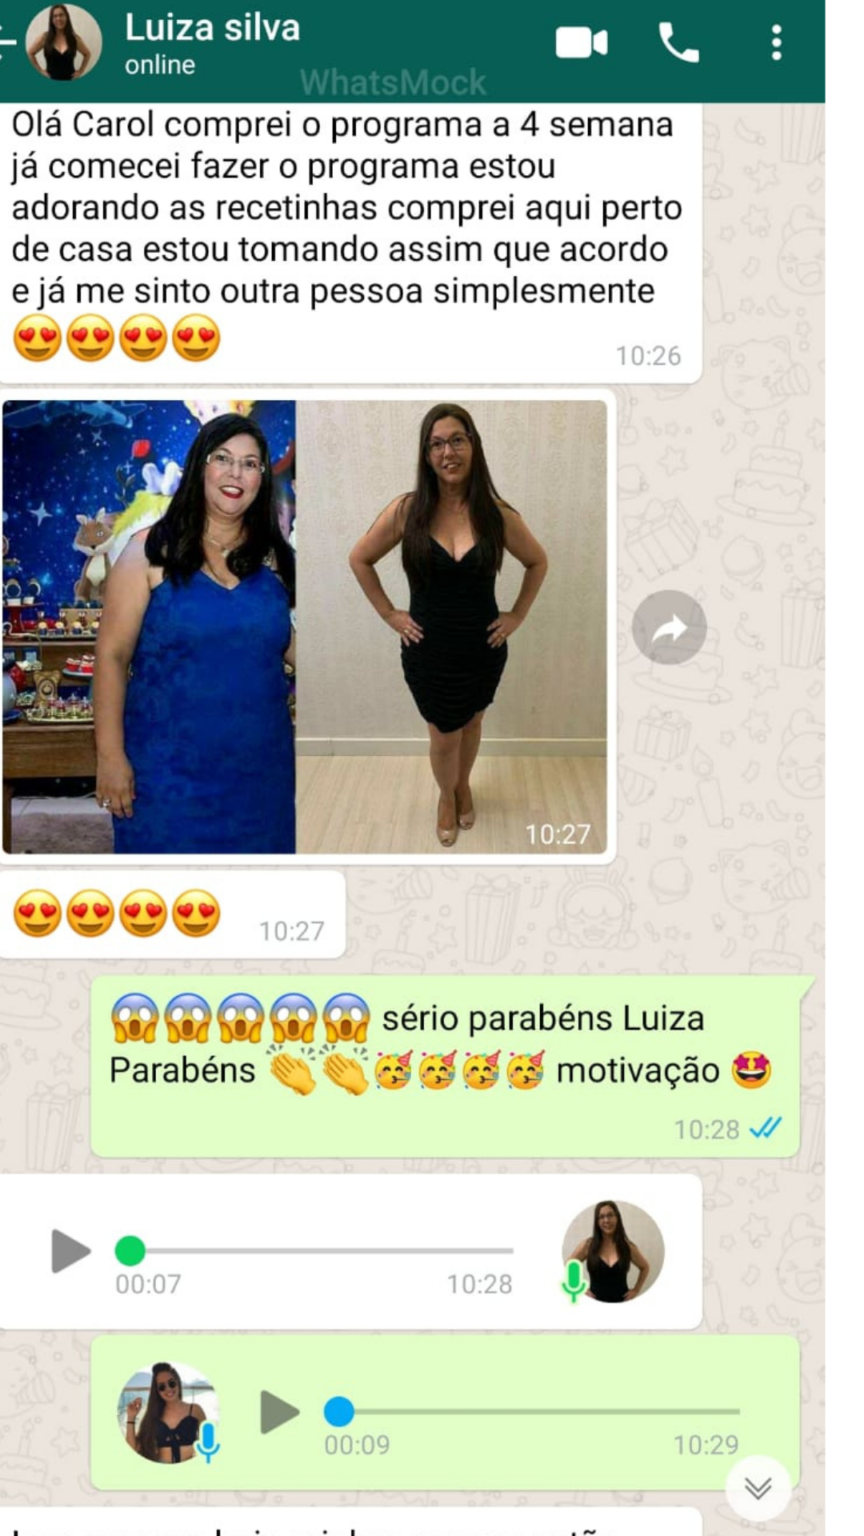 Luiza silva
online
WhatsMock
Olá Carol comprei o programa a 4 semana
já comecei fazer o programa estou
adorando as recetinhas comprei aqui perto
de casa estou tomando assim que acordo
e já me sinto outra pessoa simplesmente
😍😍😍😍
10:26
10:27
😍😍😍😍 10:27
😱😱😱😱😱 sério parabéns Luiza
Parabéns 👏👏🥳🥳🥳🥳 motivação 🤩
10:28
00:07 10:28
00:09 10:29